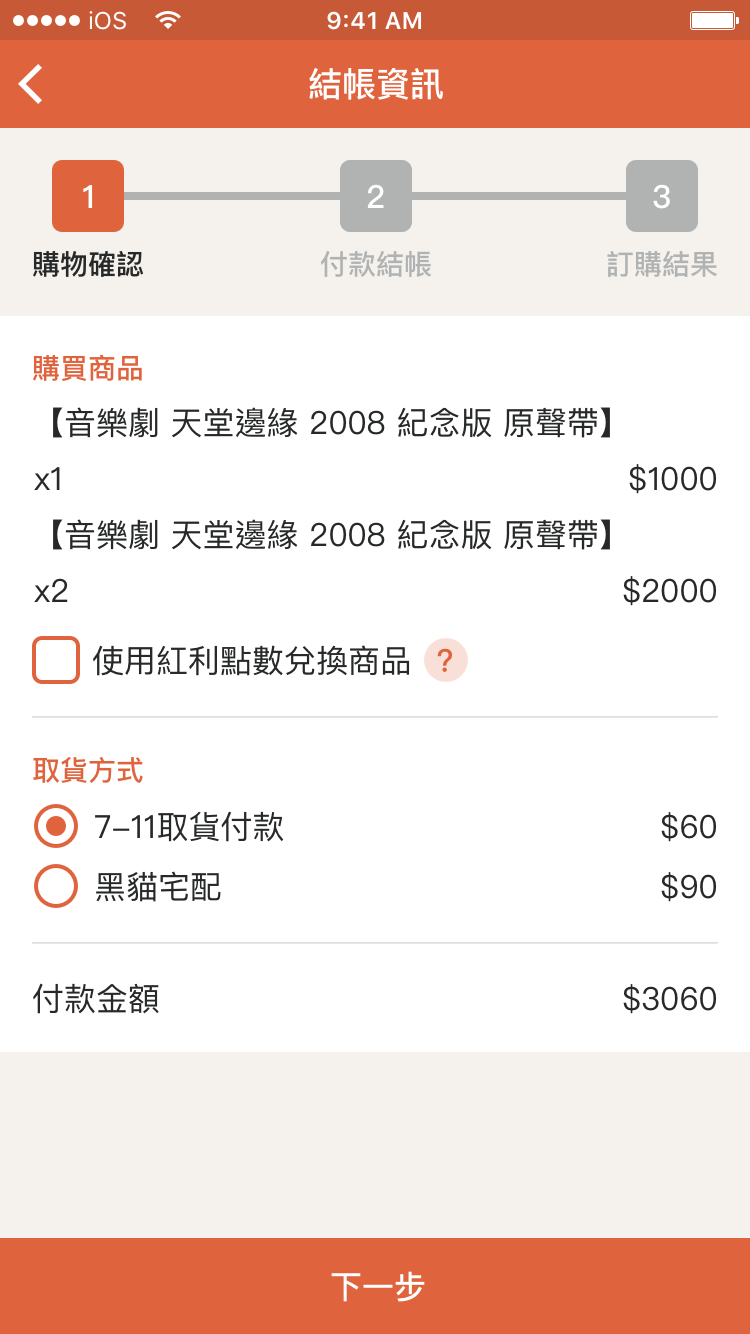 iOS 9:41 AM
結帳資訊
1 2 3
購物確認 付款結帳 訂購結果
購買商品
【音樂劇 天堂邊緣 2008 紀念版 原聲帶】
x1 $1000
【音樂劇 天堂邊緣 2008 紀念版 原聲帶】
x2 $2000
使用紅利點數兌換商品 ?
取貨方式
7–11取貨付款 $60
黑貓宅配 $90
付款金額 $3060
下一步